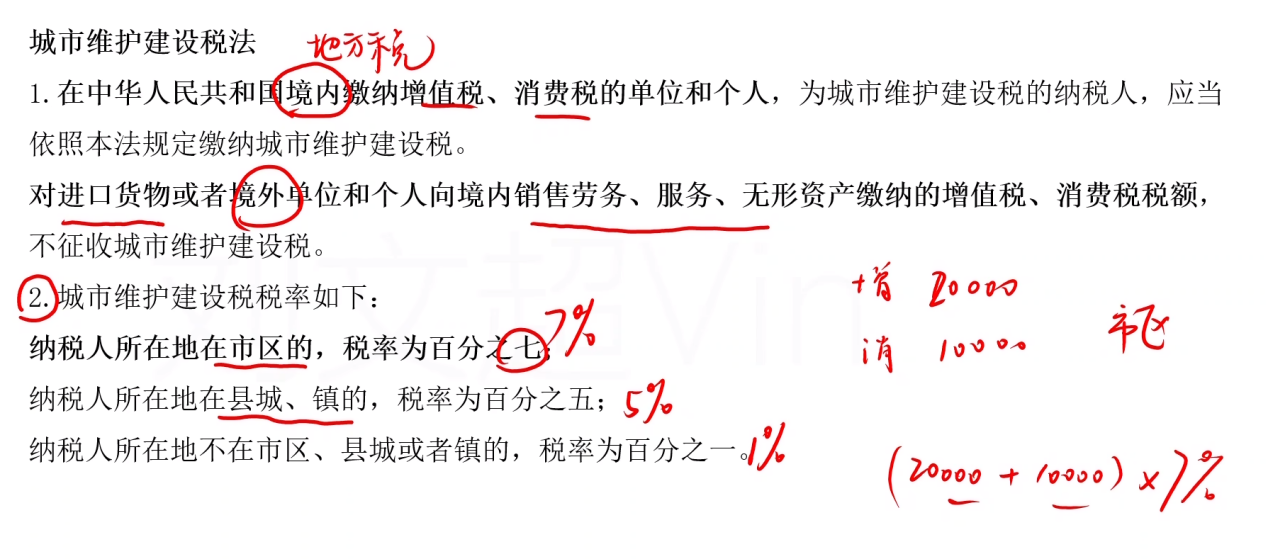 城市维护建设税法 地方税
1.在中华人民共和国境内缴纳增值税、消费税的单位和个人，为城市维护建设税的纳税人，应当
依照本法规定缴纳城市维护建设税。
对进口货物或者境外单位和个人向境内销售劳务、服务、无形资产缴纳的增值税、消费税税额，
不征收城市维护建设税。
2.城市维护建设税税率如下：
纳税人所在地在市区的，税率为百分之七； 7%
纳税人所在地在县城、镇的，税率为百分之五； 5%
纳税人所在地不在市区、县城或者镇的，税率为百分之一。 1%
增 20000
消 10000
市区
(20000 + 10000) × 7%